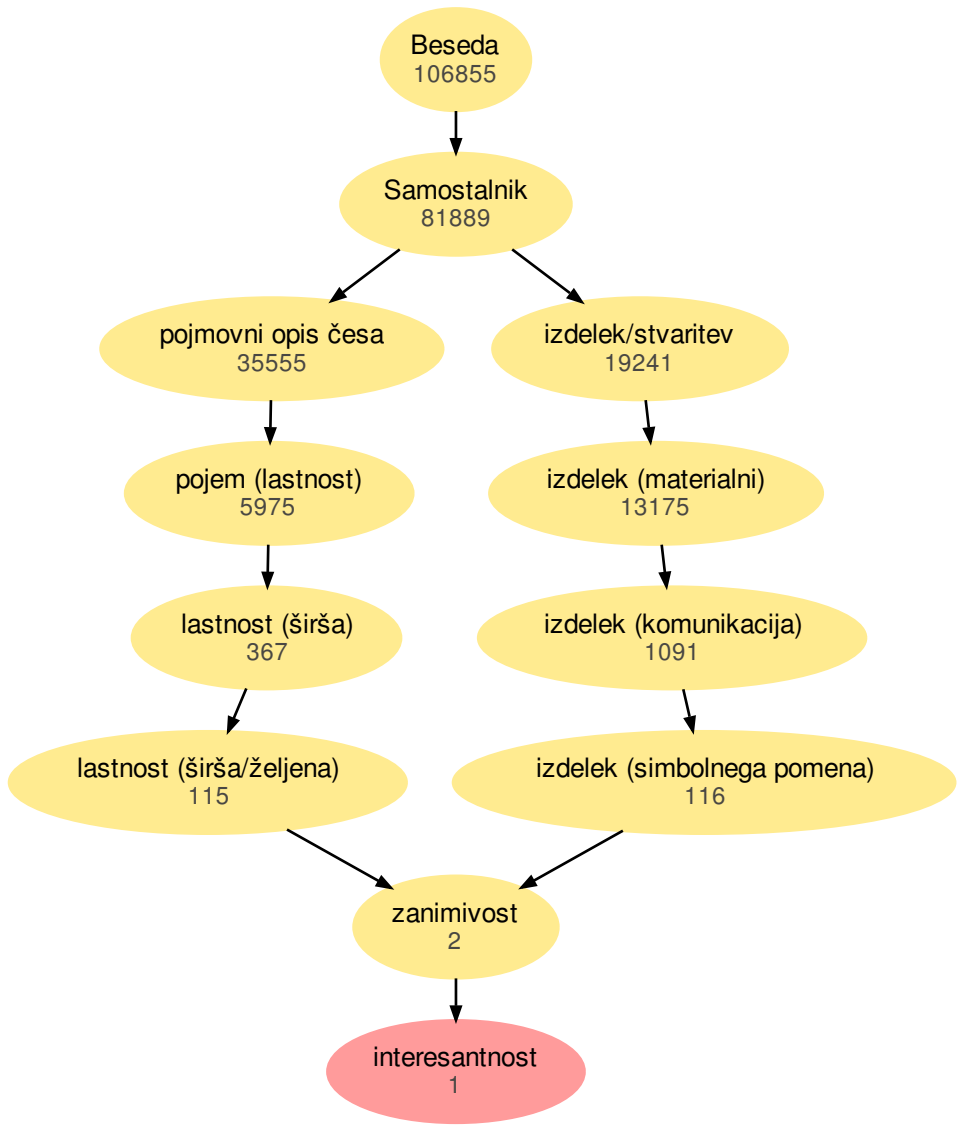 Beseda
106855
Samostalnik
81889
pojmovni opis česa
35555
izdelek/stvaritev
19241
pojem (lastnost)
5975
izdelek (materialni)
13175
lastnost (širša)
367
izdelek (komunikacija)
1091
lastnost (širša/željena)
115
izdelek (simbolnega pomena)
116
zanimivost
2
interesantnost
1